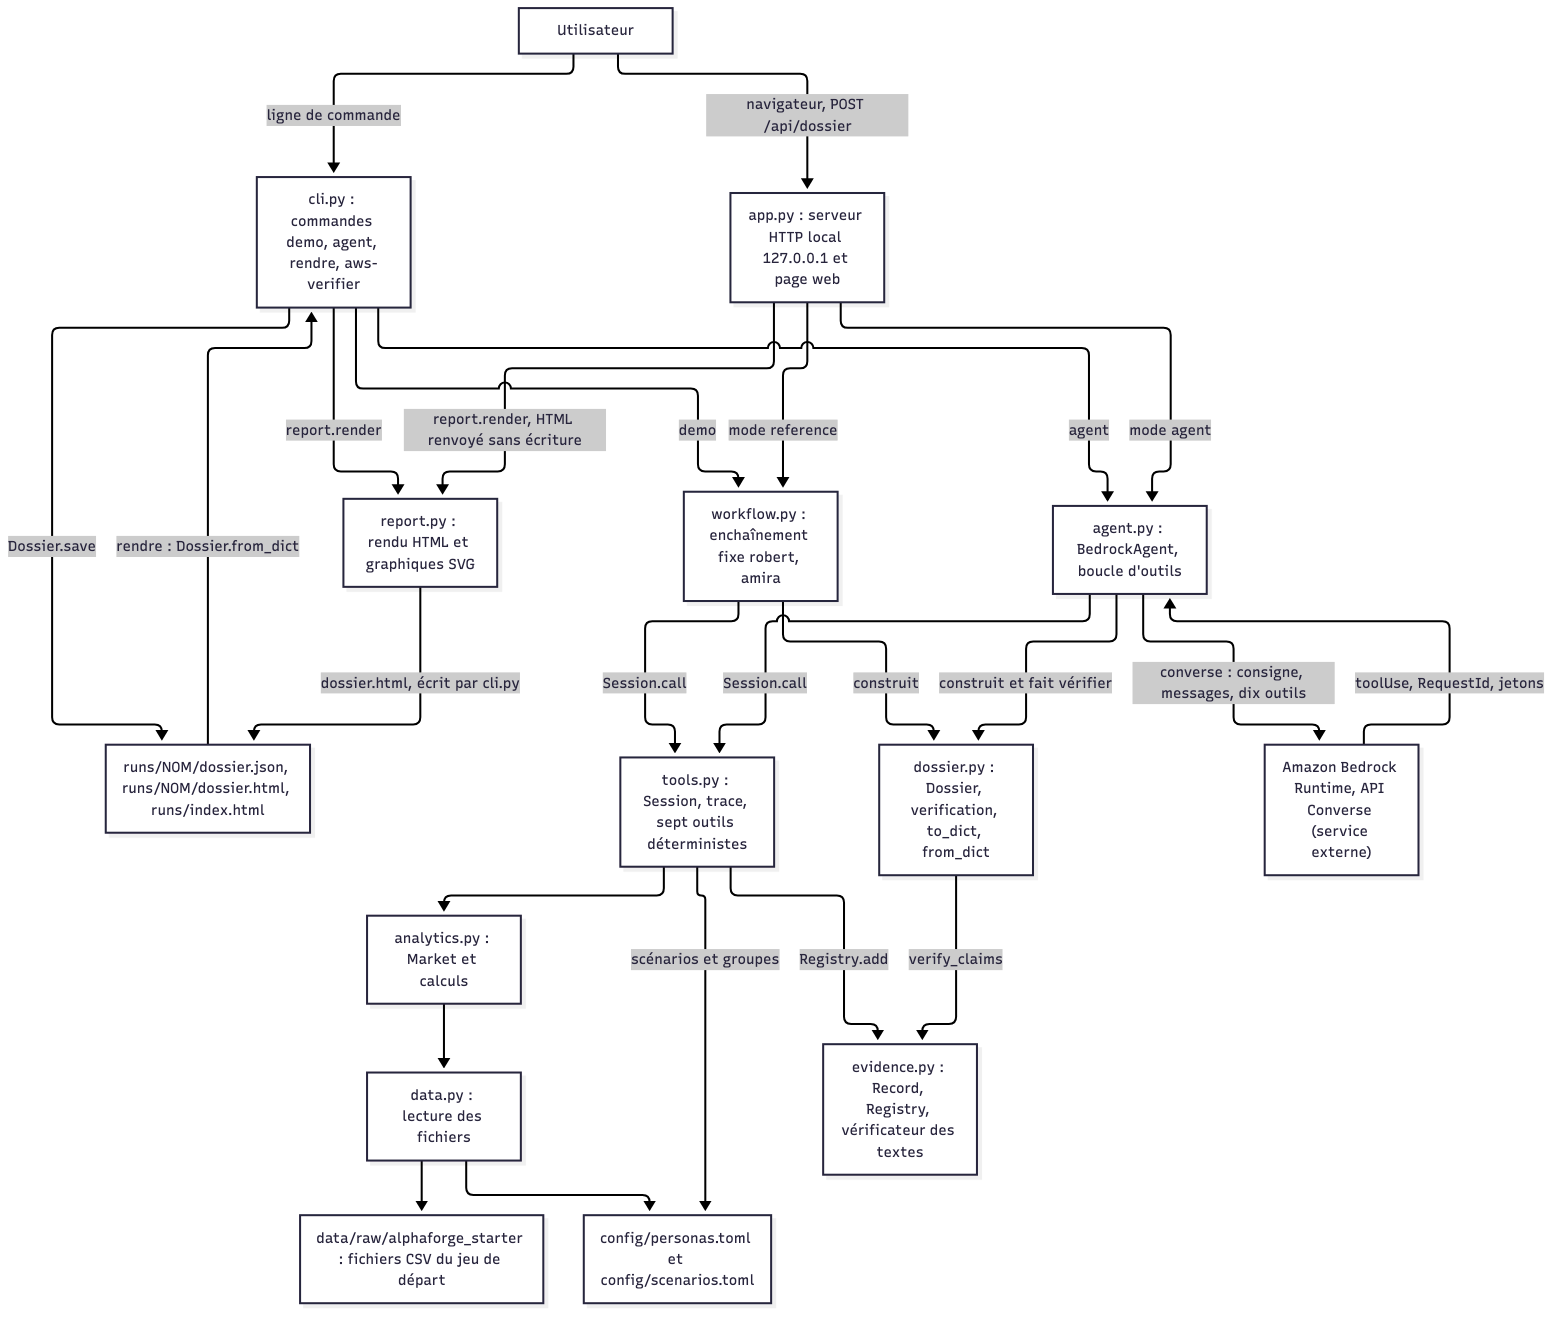 Utilisateur
ligne de commande
navigateur, POST
/api/dossier
cli.py :
commandes
demo, agent,
rendre, aws-
verifier
app.py : serveur
HTTP local
127.0.0.1 et
page web
report.render
report.render, HTML
renvoyé sans écriture
demo
mode reference
agent
mode agent
Dossier.save
rendre : Dossier.from_dict
report.py :
rendu HTML et
graphiques SVG
workflow.py :
enchaînement
fixe robert,
amira
agent.py :
BedrockAgent,
boucle d'outils
dossier.html, écrit par cli.py
Session.call
Session.call
construit
construit et fait vérifier
converse : consigne,
messages, dix outils
toolUse, RequestId, jetons
runs/NOM/dossier.json,
runs/NOM/dossier.html,
runs/index.html
tools.py :
Session, trace,
sept outils
déterministes
dossier.py :
Dossier,
verification,
to_dict,
from_dict
Amazon Bedrock
Runtime, API
Converse
(service
externe)
analytics.py :
Market et
calculs
scénarios et groupes
Registry.add
verify_claims
data.py :
lecture des
fichiers
evidence.py :
Record,
Registry,
vérificateur des
textes
data/raw/alphaforge_starter
: fichiers CSV du jeu de
départ
config/personas.toml
et
config/scenarios.toml